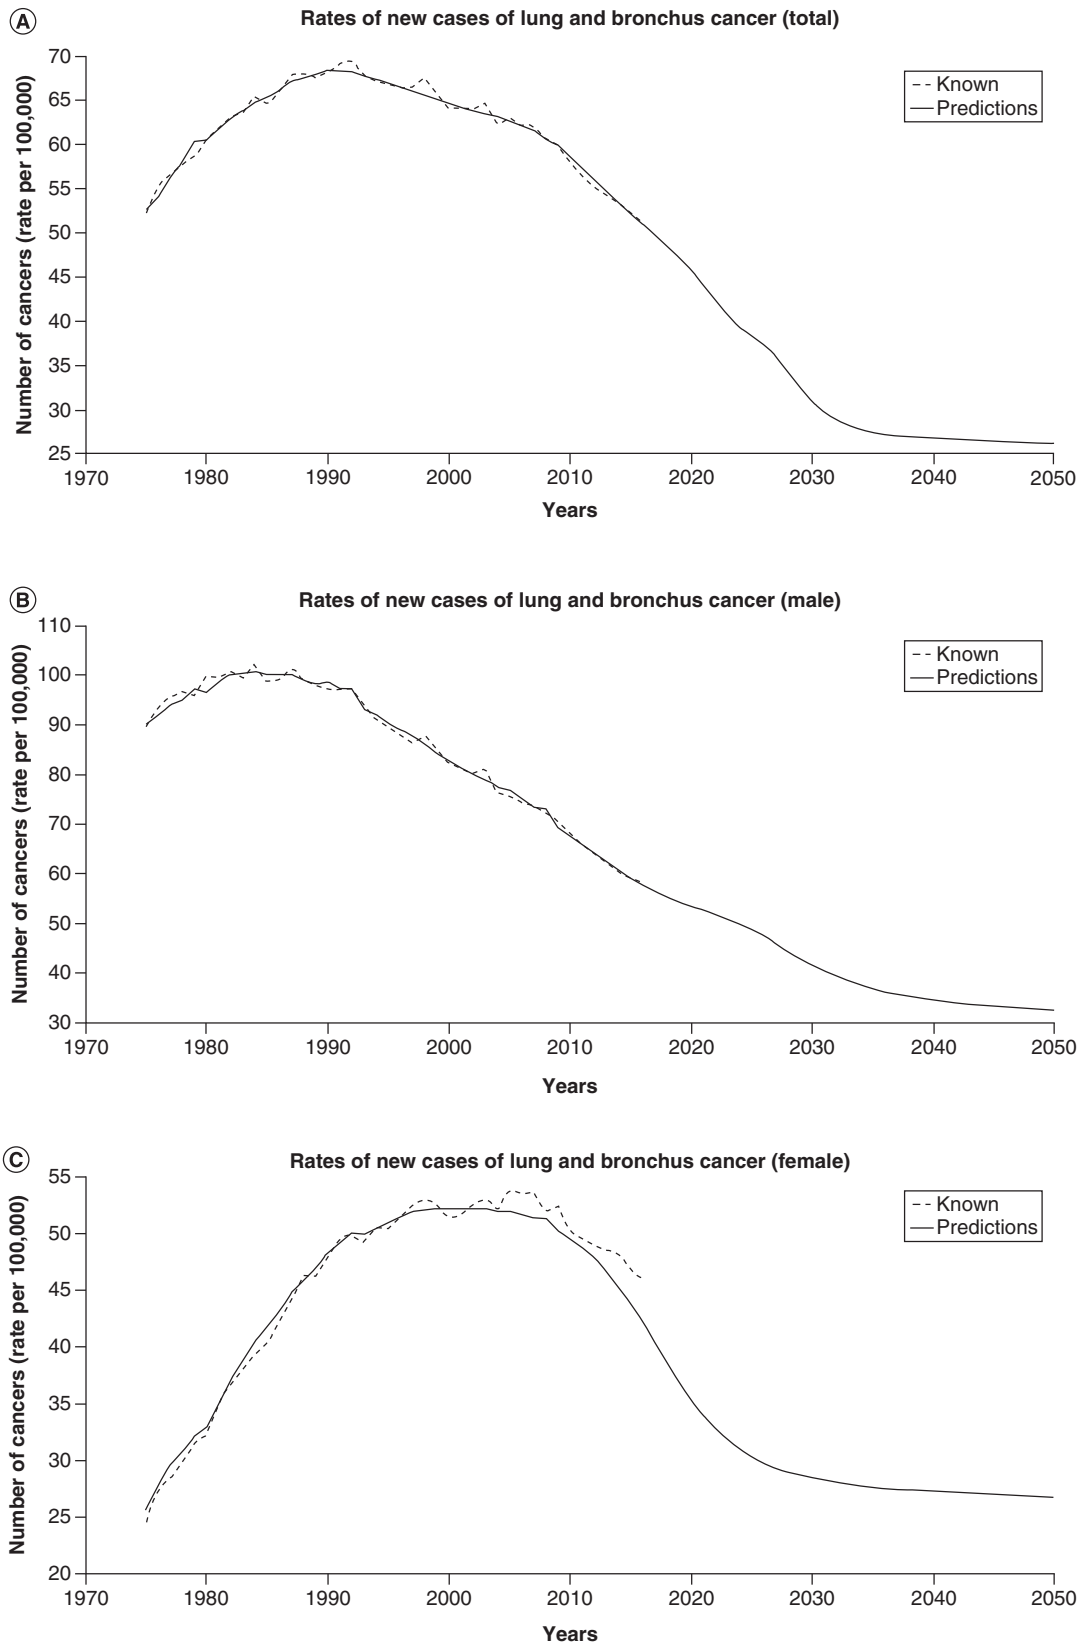 A
Rates of new cases of lung and bronchus cancer (total)
Number of cancers (rate per 100,000)
70
65
60
55
50
45
40
35
30
25
Known
Predictions
1970 1980 1990 2000 2010 2020 2030 2040 2050
Years
B
Rates of new cases of lung and bronchus cancer (male)
Number of cancers (rate per 100,000)
110
100
90
80
70
60
50
40
30
Known
Predictions
1970 1980 1990 2000 2010 2020 2030 2040 2050
Years
C
Rates of new cases of lung and bronchus cancer (female)
Number of cancers (rate per 100,000)
55
50
45
40
35
30
25
20
Known
Predictions
1970 1980 1990 2000 2010 2020 2030 2040 2050
Years